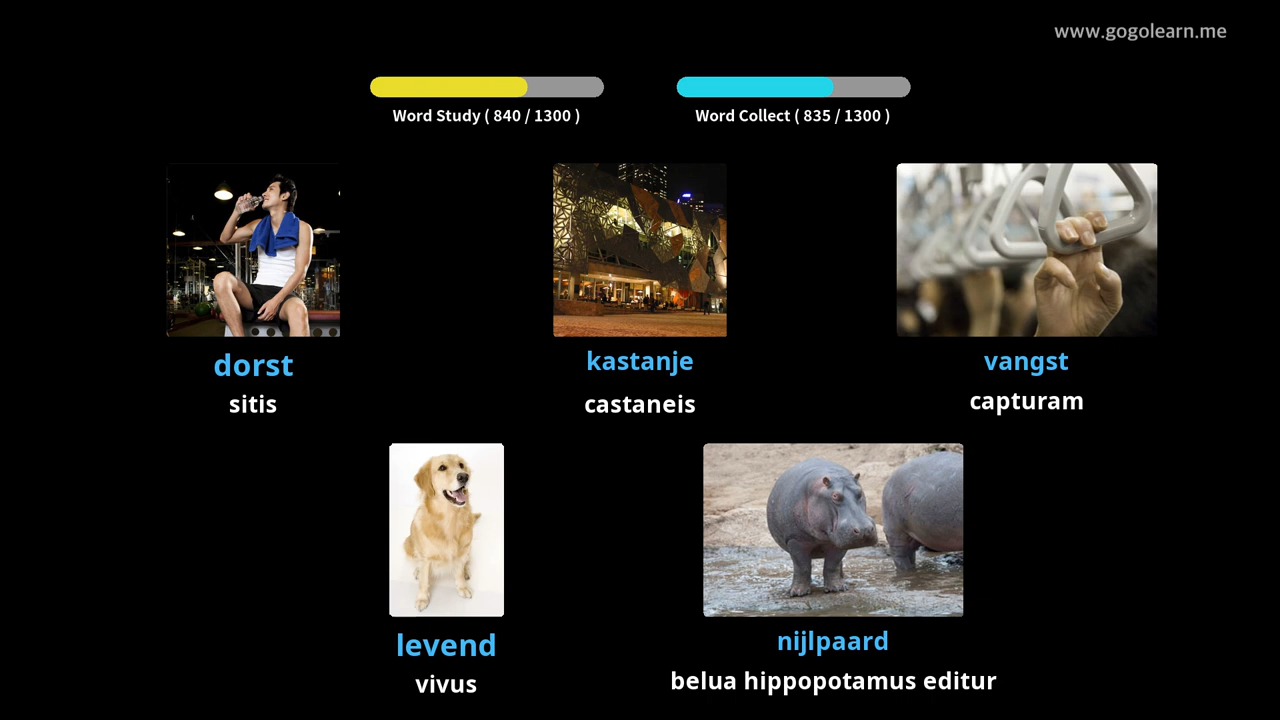 www.gogolearn.me
Word Study ( 840 / 1300 )
Word Collect ( 835 / 1300 )
dorst
sitis
kastanje
castaneis
vangst
capturam
levend
vivus
nijlpaard
belua hippopotamus editur